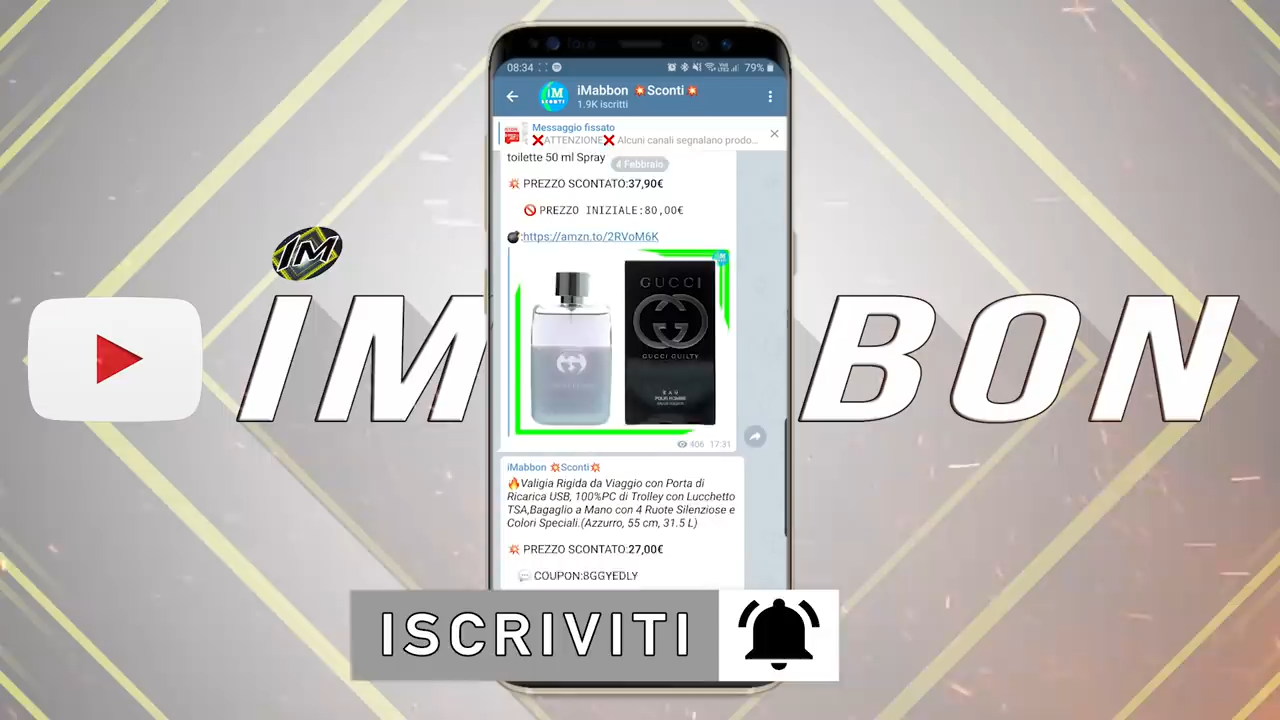 08:34
79%
iMabbon 💥Sconti💥
1.9K iscritti
Messaggio fissato
❌ATTENZIONE❌ Alcuni canali segnalano prodo...
toilette 50 ml Spray
4 Febbraio
💥 PREZZO SCONTATO:37,90€
🚫 PREZZO INIZIALE:80,00€
💣:https://amzn.to/2RVoM6K
GUCCI
GUCCI GUILTY
EAU
POUR HOMME
406 17:31
iM
iMBON
iMabbon 💥Sconti💥
🔥Valigia Rigida da Viaggio con Porta di
Ricarica USB, 100%PC di Trolley con Lucchetto
TSA,Bagaglio a Mano con 4 Ruote Silenziose e
Colori Speciali.(Azzurro, 55 cm, 31.5 L)
💥 PREZZO SCONTATO:27,00€
💬 COUPON:8GGYEDLY
ISCRIVITI